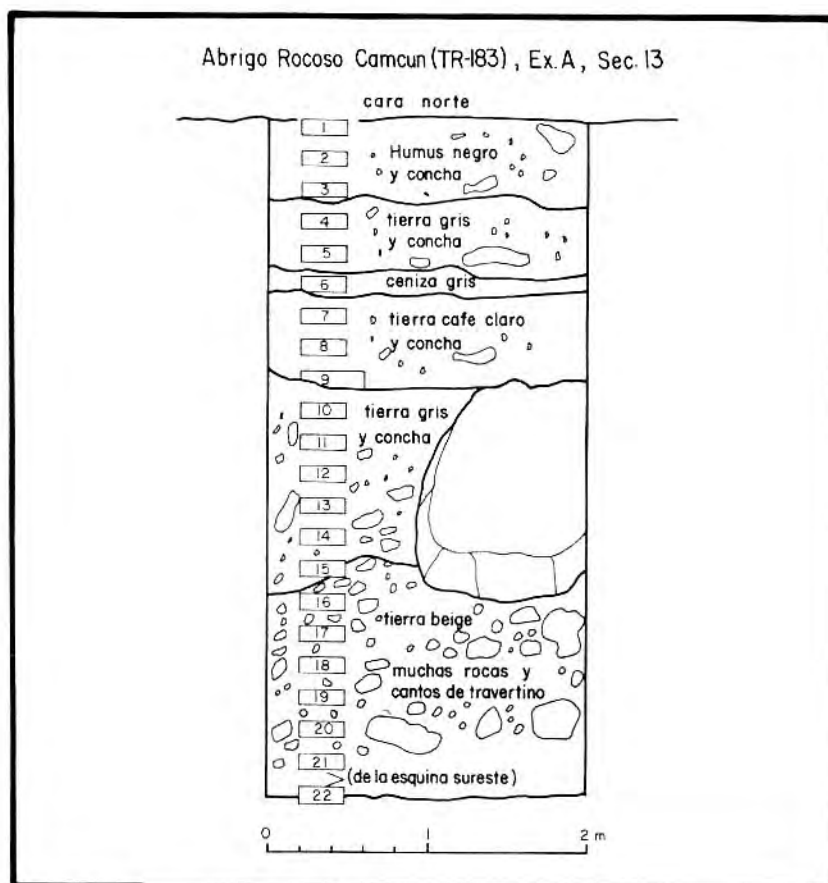 Abrigo Rocoso Camcun (TR-183), Ex. A, Sec. 13
cara norte
1
2
Humus negro
y concha
3
4
tierra gris
y concha
5
6
ceniza gris
7
tierra cafe claro
8
y concha
9
10
tierra gris
y concha
11
12
13
14
15
16
tierra beige
17
18
muchas rocas y
cantos de travertino
19
20
21
(de la esquina sureste)
22
0 1 2 m